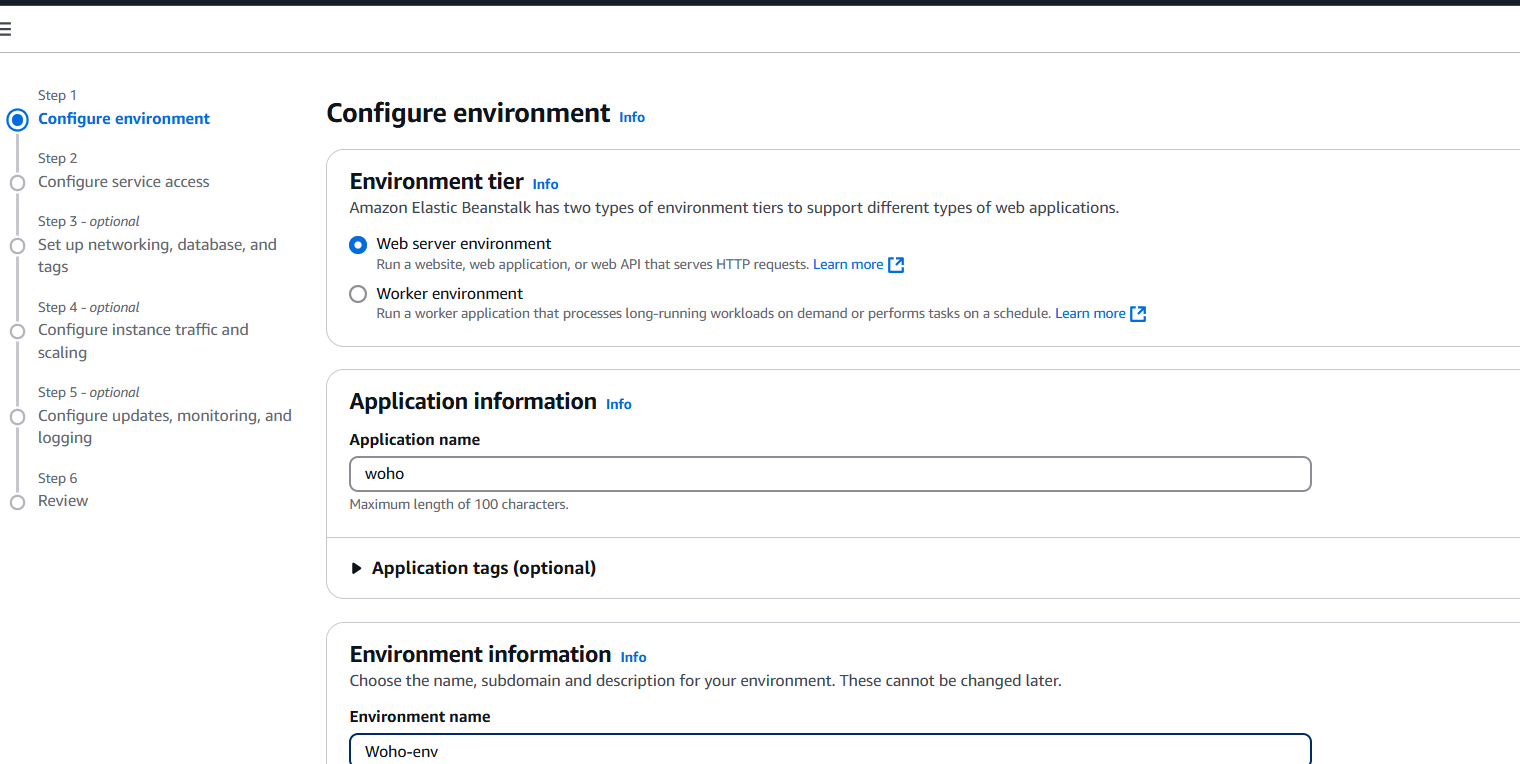 Step 1
Configure environment
Step 2
Configure service access
Step 3 - optional
Set up networking, database, and
tags
Step 4 - optional
Configure instance traffic and
scaling
Step 5 - optional
Configure updates, monitoring, and
logging
Step 6
Review
Configure environment Info
Environment tier Info
Amazon Elastic Beanstalk has two types of environment tiers to support different types of web applications.
Web server environment
Run a website, web application, or web API that serves HTTP requests. Learn more
Worker environment
Run a worker application that processes long-running workloads on demand or performs tasks on a schedule. Learn more
Application information Info
Application name
woho
Maximum length of 100 characters.
Application tags (optional)
Environment information Info
Choose the name, subdomain and description for your environment. These cannot be changed later.
Environment name
Woho-env